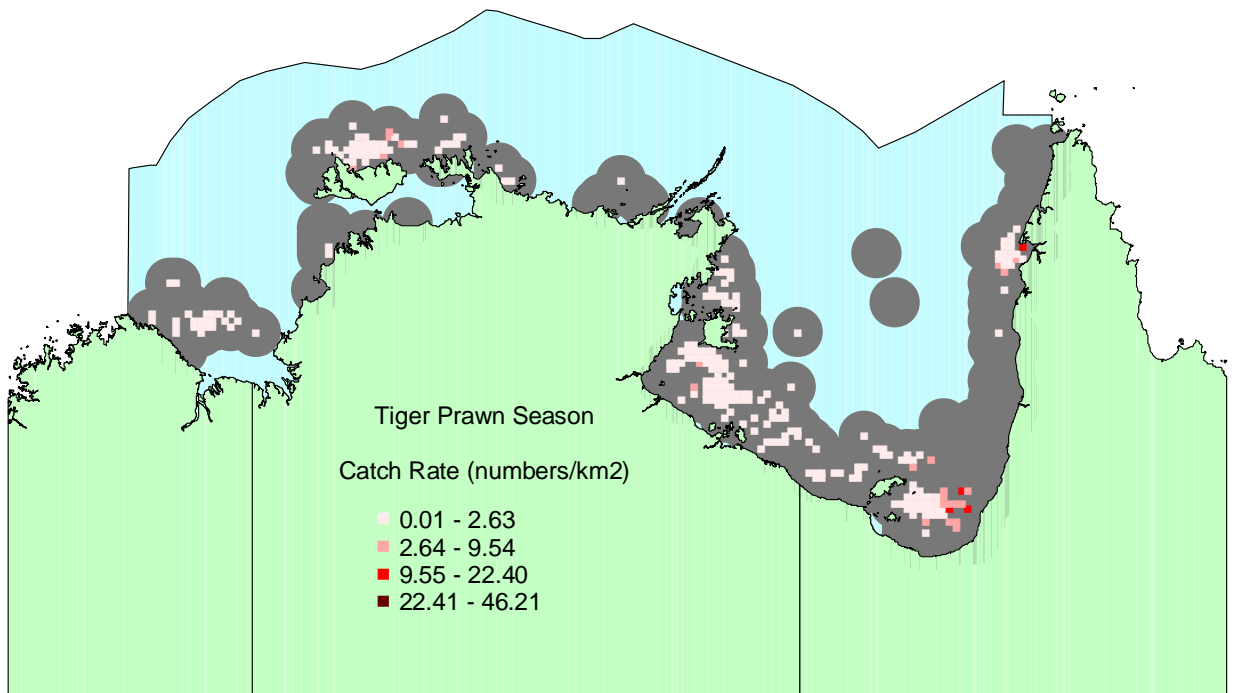 Tiger Prawn Season
Catch Rate (numbers/km2)
0.01 - 2.63
2.64 - 9.54
9.55 - 22.40
22.41 - 46.21